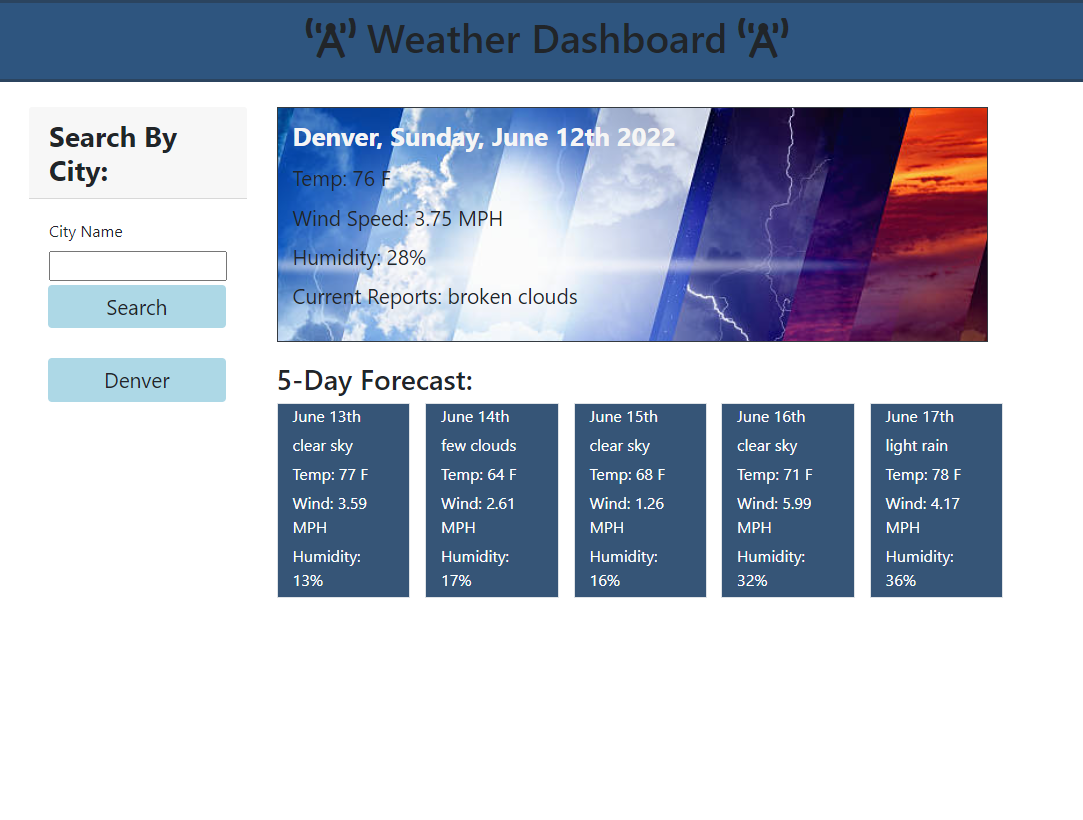 Weather Dashboard
Search By
City:
City Name
Search
Denver
Denver, Sunday, June 12th 2022
Temp: 76 F
Wind Speed: 3.75 MPH
Humidity: 28%
Current Reports: broken clouds
5-Day Forecast:
June 13th
clear sky
Temp: 77 F
Wind: 3.59
MPH
Humidity:
13%
June 14th
few clouds
Temp: 64 F
Wind: 2.61
MPH
Humidity:
17%
June 15th
clear sky
Temp: 68 F
Wind: 1.26
MPH
Humidity:
16%
June 16th
clear sky
Temp: 71 F
Wind: 5.99
MPH
Humidity:
32%
June 17th
light rain
Temp: 78 F
Wind: 4.17
MPH
Humidity:
36%